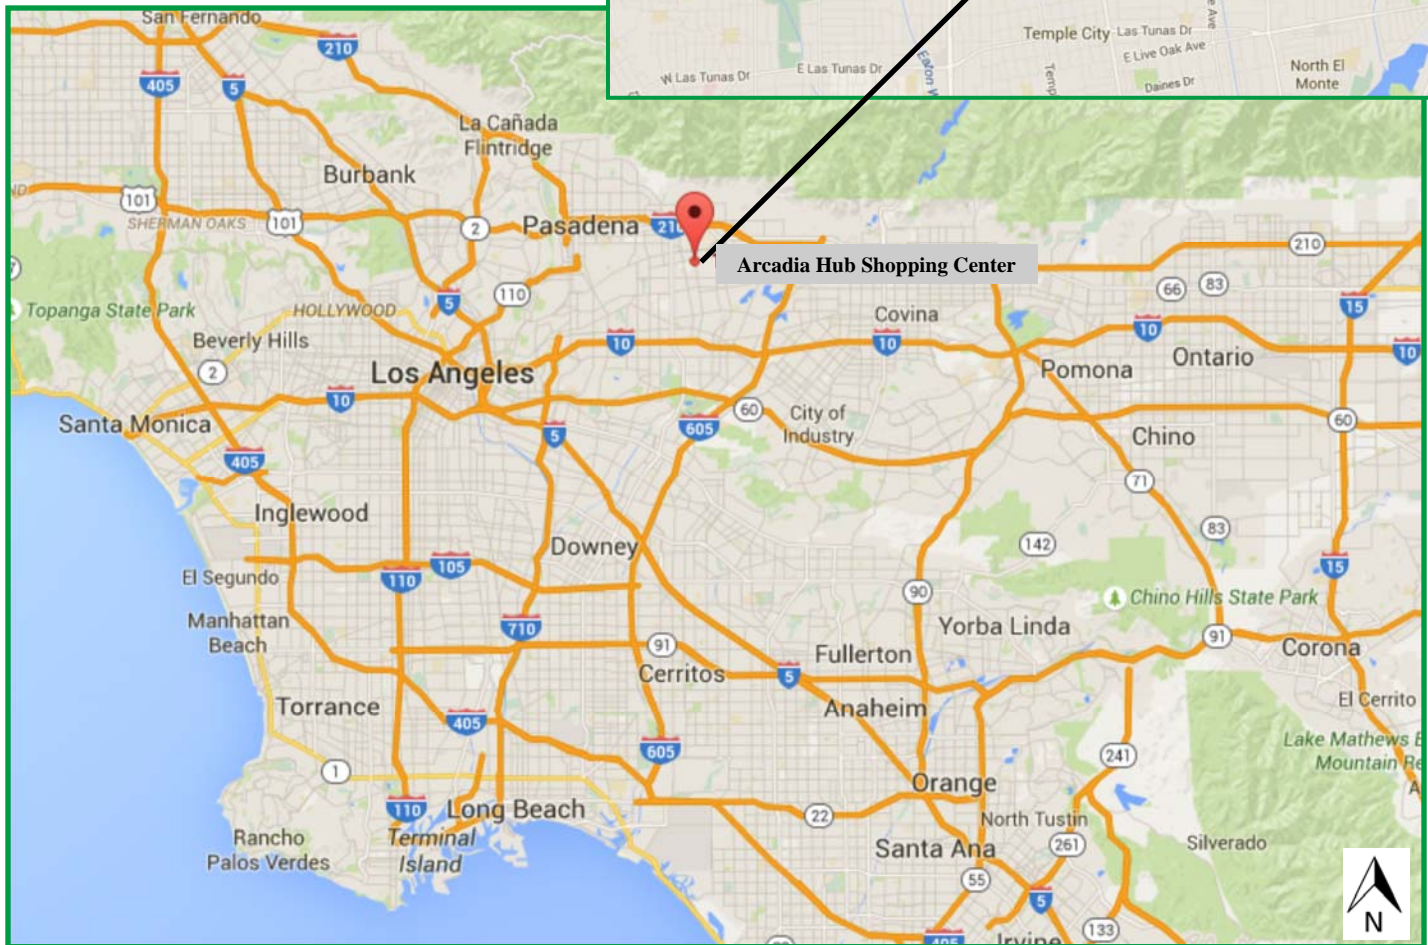 San Fernando
210
405
5
Temple City
Las Tunas Dr
E Live Oak Ave
W Las Tunas Dr
E Las Tunas Dr
Eaton W
Temp
Daines Dr
e Ave
North El
Monte
La Cañada
Flintridge
Burbank
101
SHERMAN OAKS
101
2
Pasadena
210
Arcadia Hub Shopping Center
210
66
83
15
Topanga State Park
HOLLYWOOD
5
110
Beverly Hills
2
10
Covina
10
10
Ontario
10
Los Angeles
Pomona
10
Santa Monica
60
City of
Industry
60
5
605
Chino
405
71
Inglewood
83
142
Downey
El Segundo
110
105
15
90
Chino Hills State Park
Manhattan
Beach
710
Yorba Linda
91
91
Corona
Fullerton
Cerritos
5
El Cerrito
Torrance
405
Anaheim
605
Lake Mathews E
Mountain Re
A
241
1
110
Long Beach
Orange
22
North Tustin
Rancho
Palos Verdes
Terminal
Island
Santa Ana
261
Silverado
55
5
133
405
Irvine
N